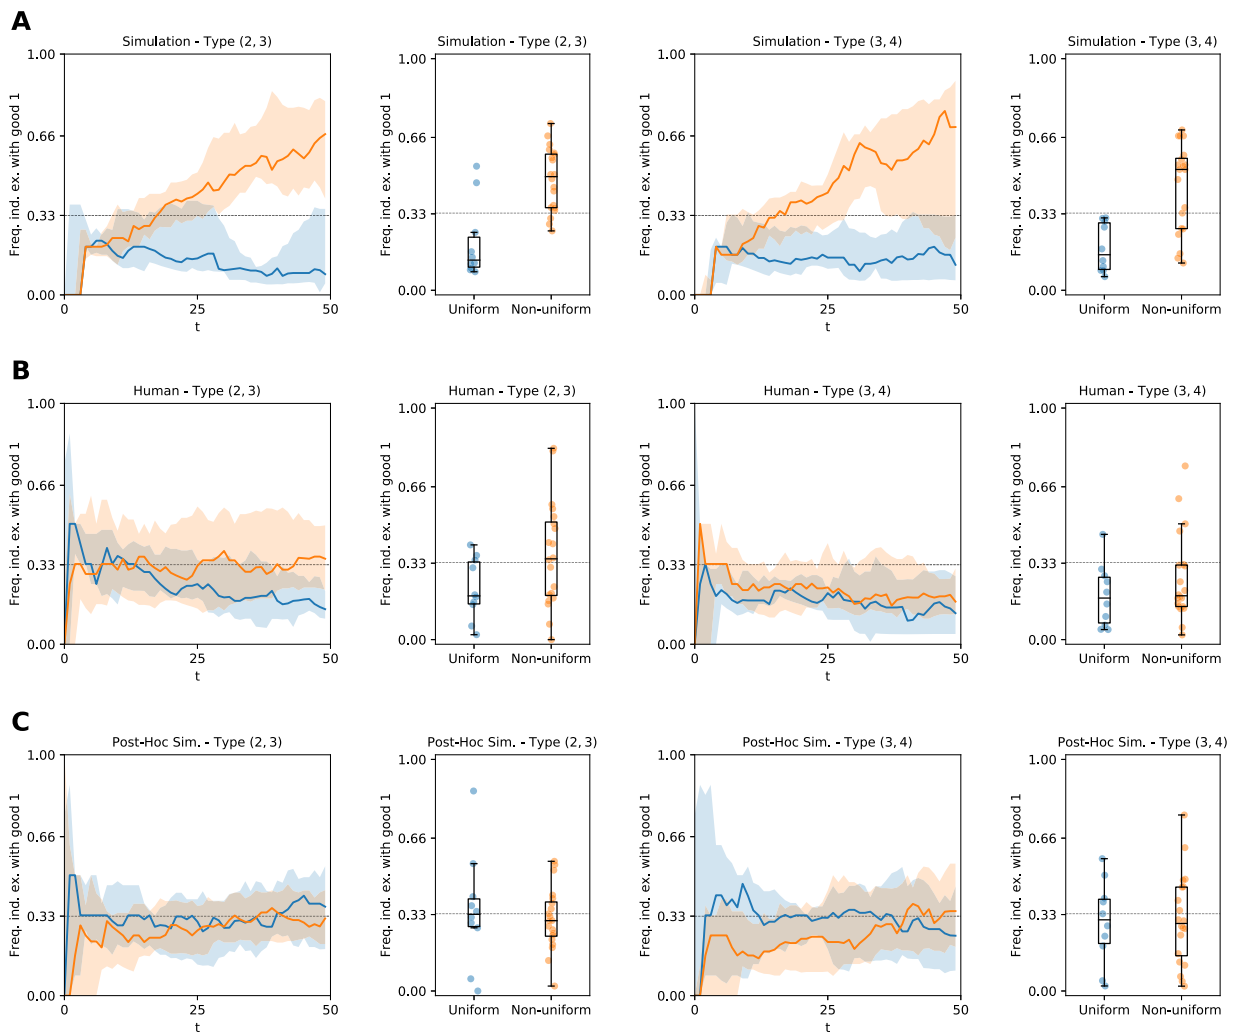 A
Simulation - Type (2, 3)
Freq. ind. ex. with good 1
1.00
0.66
0.33
0.00
0
25
50
t
Simulation - Type (2, 3)
Freq. ind. ex. with good 1
1.00
0.66
0.33
0.00
Uniform
Non-uniform
Simulation - Type (3, 4)
Freq. ind. ex. with good 1
1.00
0.66
0.33
0.00
0
25
50
t
Simulation - Type (3, 4)
Freq. ind. ex. with good 1
1.00
0.66
0.33
0.00
Uniform
Non-uniform
B
Human - Type (2, 3)
Freq. ind. ex. with good 1
1.00
0.66
0.33
0.00
0
25
50
t
Human - Type (2, 3)
Freq. ind. ex. with good 1
1.00
0.66
0.33
0.00
Uniform
Non-uniform
Human - Type (3, 4)
Freq. ind. ex. with good 1
1.00
0.66
0.33
0.00
0
25
50
t
Human - Type (3, 4)
Freq. ind. ex. with good 1
1.00
0.66
0.33
0.00
Uniform
Non-uniform
C
Post-Hoc Sim. - Type (2, 3)
Freq. ind. ex. with good 1
1.00
0.66
0.33
0.00
0
25
50
t
Post-Hoc Sim. - Type (2, 3)
Freq. ind. ex. with good 1
1.00
0.66
0.33
0.00
Uniform
Non-uniform
Post-Hoc Sim. - Type (3, 4)
Freq. ind. ex. with good 1
1.00
0.66
0.33
0.00
0
25
50
t
Post-Hoc Sim. - Type (3, 4)
Freq. ind. ex. with good 1
1.00
0.66
0.33
0.00
Uniform
Non-uniform